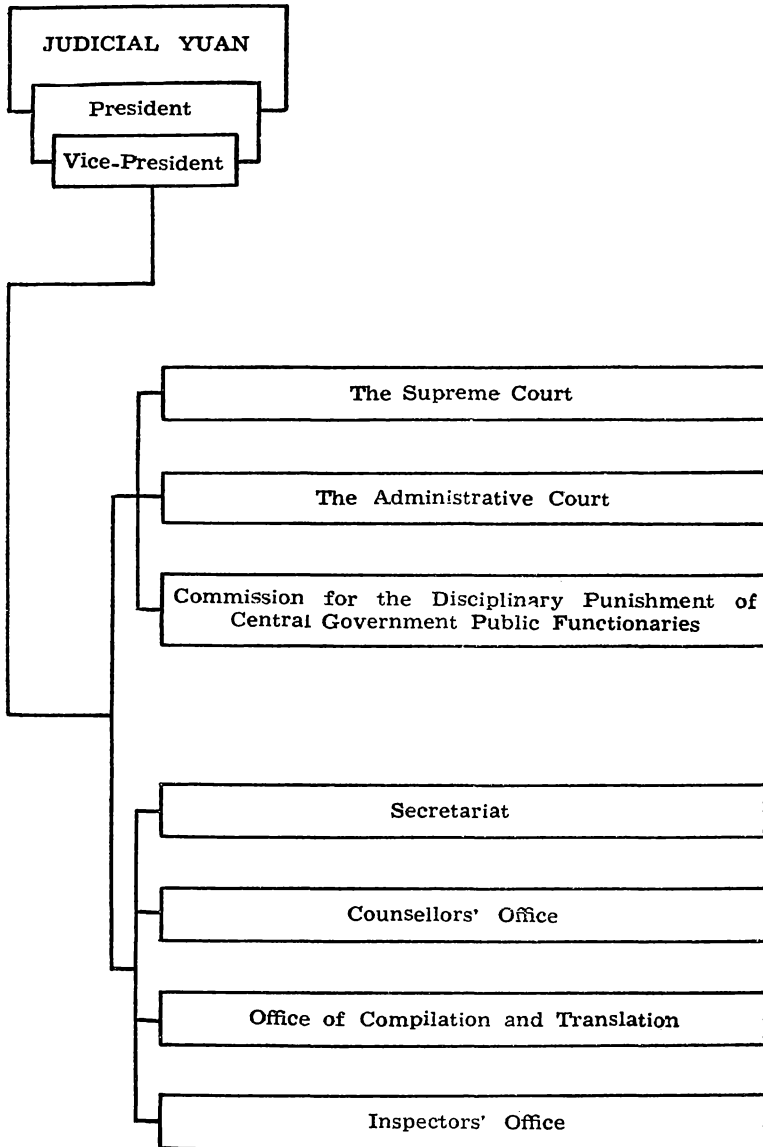 JUDICIAL YUAN
President
Vice-President
The Supreme Court
The Administrative Court
Commission for the Disciplinary Punishment of
Central Government Public Functionaries
Secretariat
Counsellors' Office
Office of Compilation and Translation
Inspectors' Office